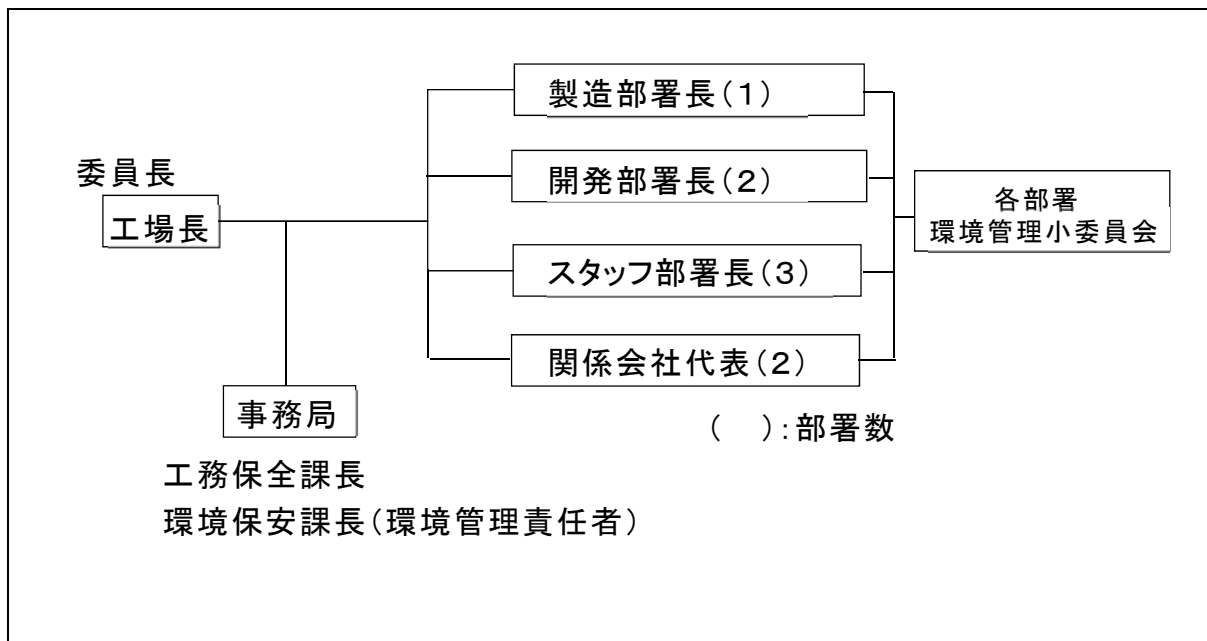 製造部署長(１)
委員長
開発部署長(２)
工場長
各部署
環境管理小委員会
スタッフ部署長(３)
関係会社代表(２)
事務局
(　):部署数
工務保全課長
環境保安課長(環境管理責任者)